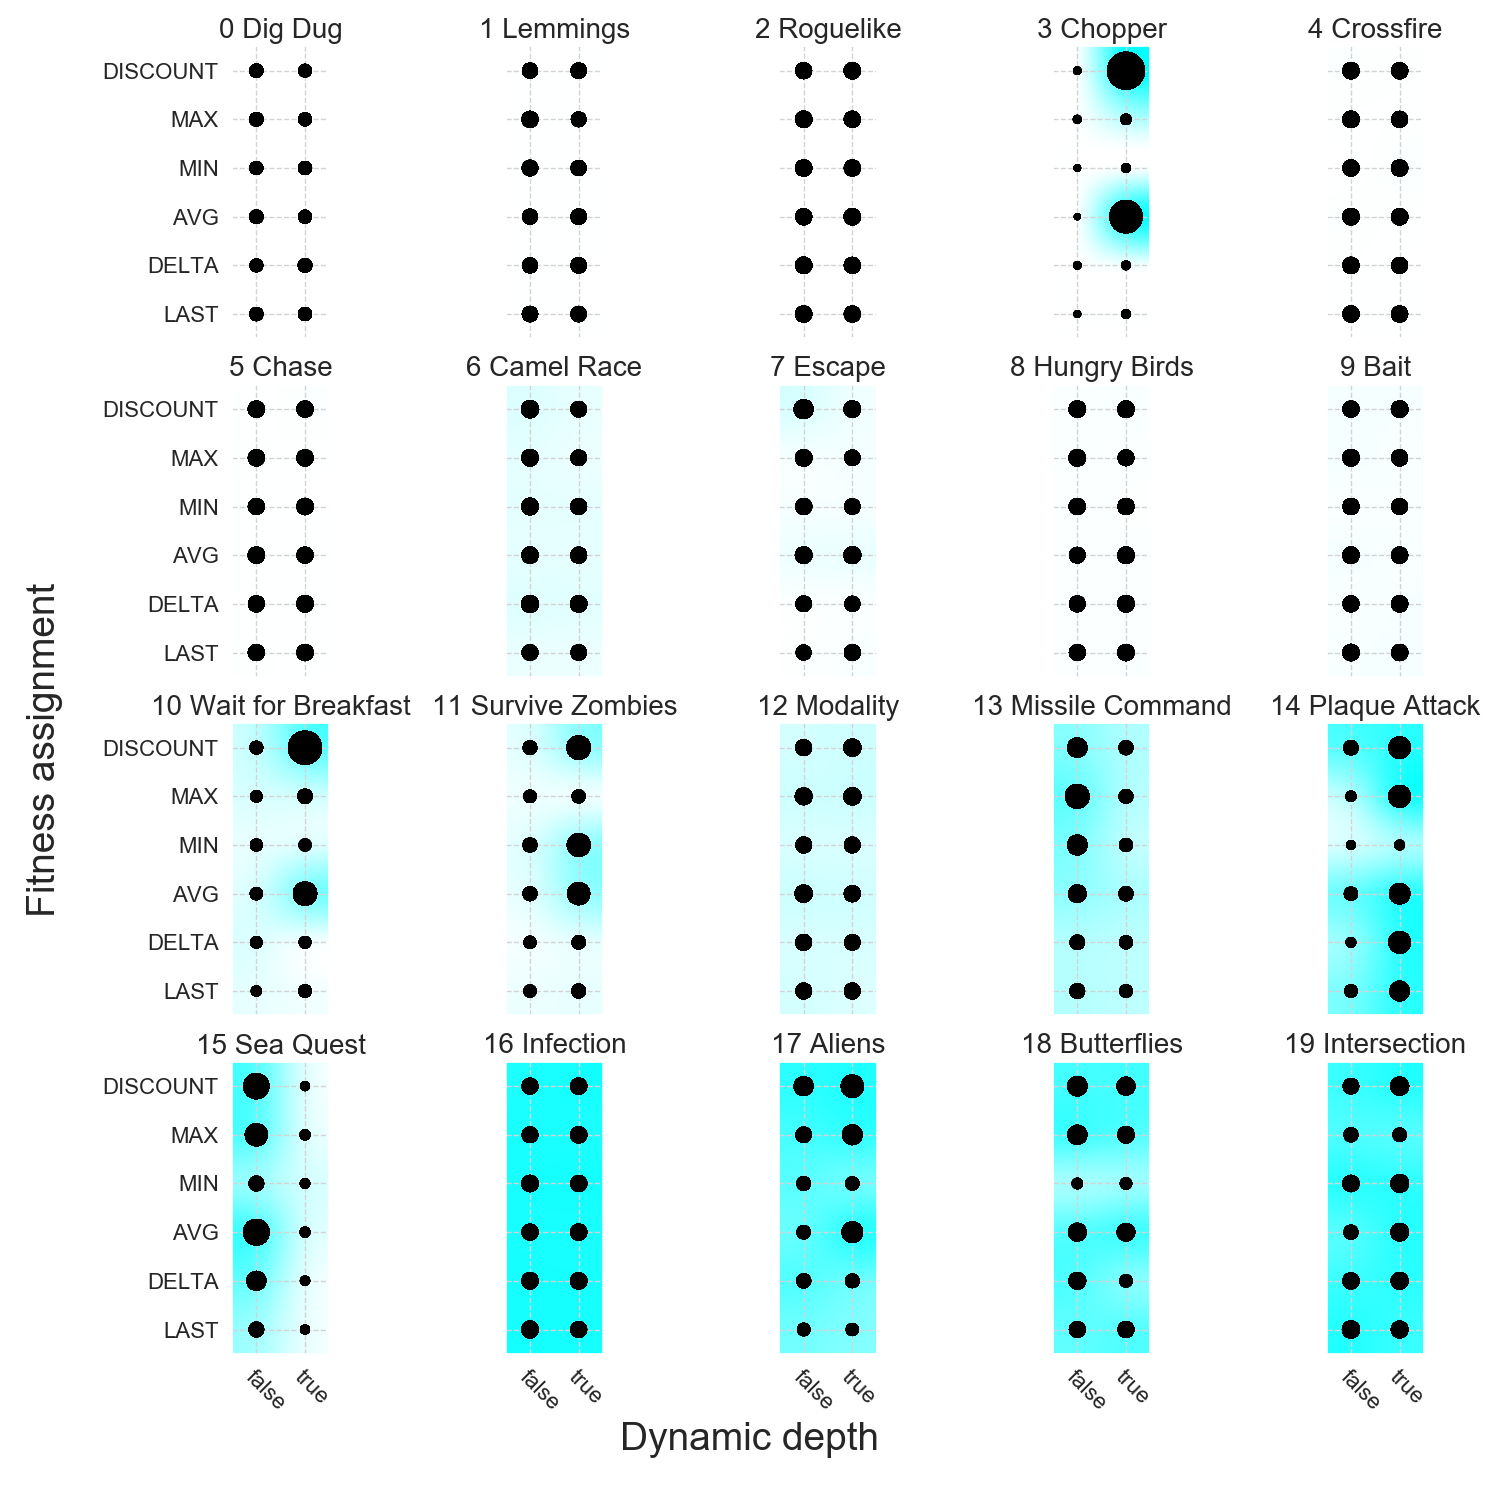 0 Dig Dug
1 Lemmings
2 Roguelike
3 Chopper
4 Crossfire
DISCOUNT
MAX
MIN
AVG
DELTA
LAST
5 Chase
6 Camel Race
7 Escape
8 Hungry Birds
9 Bait
DISCOUNT
MAX
MIN
AVG
DELTA
LAST
10 Wait for Breakfast
11 Survive Zombies
12 Modality
13 Missile Command
14 Plaque Attack
DISCOUNT
MAX
MIN
AVG
DELTA
LAST
15 Sea Quest
16 Infection
17 Aliens
18 Butterflies
19 Intersection
DISCOUNT
MAX
MIN
AVG
DELTA
LAST
false
true
false
true
false
true
false
true
false
true
Fitness assignment
Dynamic depth